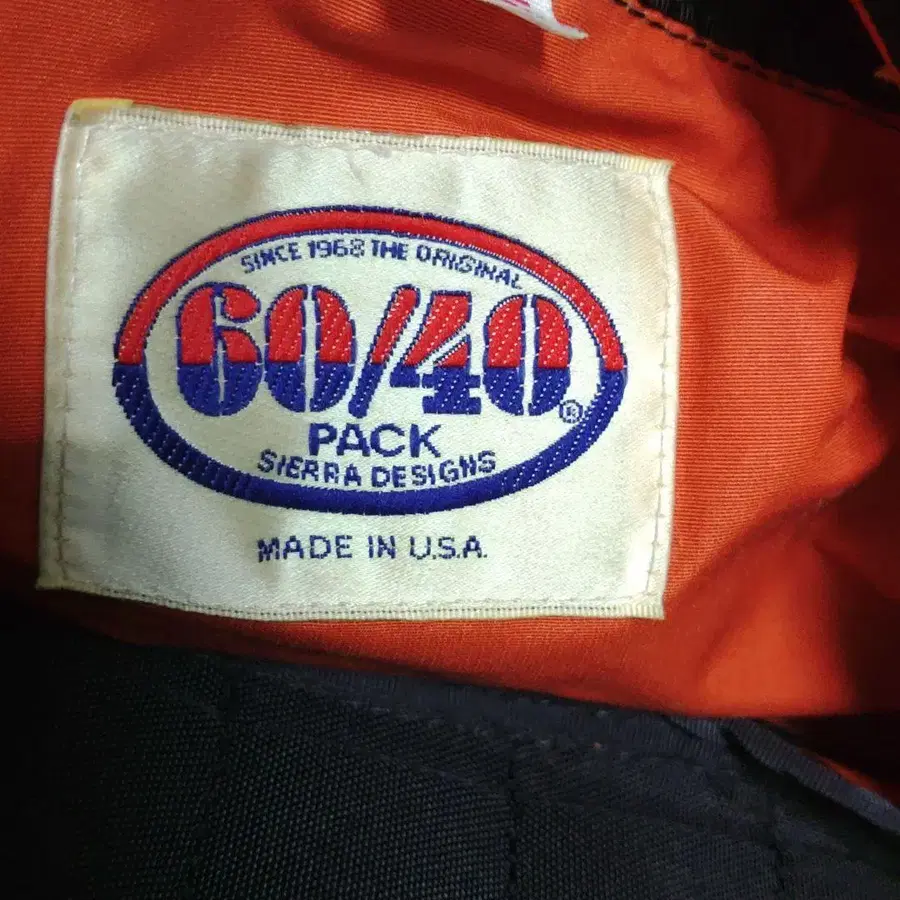 SINCE 1968 THE ORIGINAL
60/40®
PACK
SIERRA DESIGNS
MADE IN U.S.A.